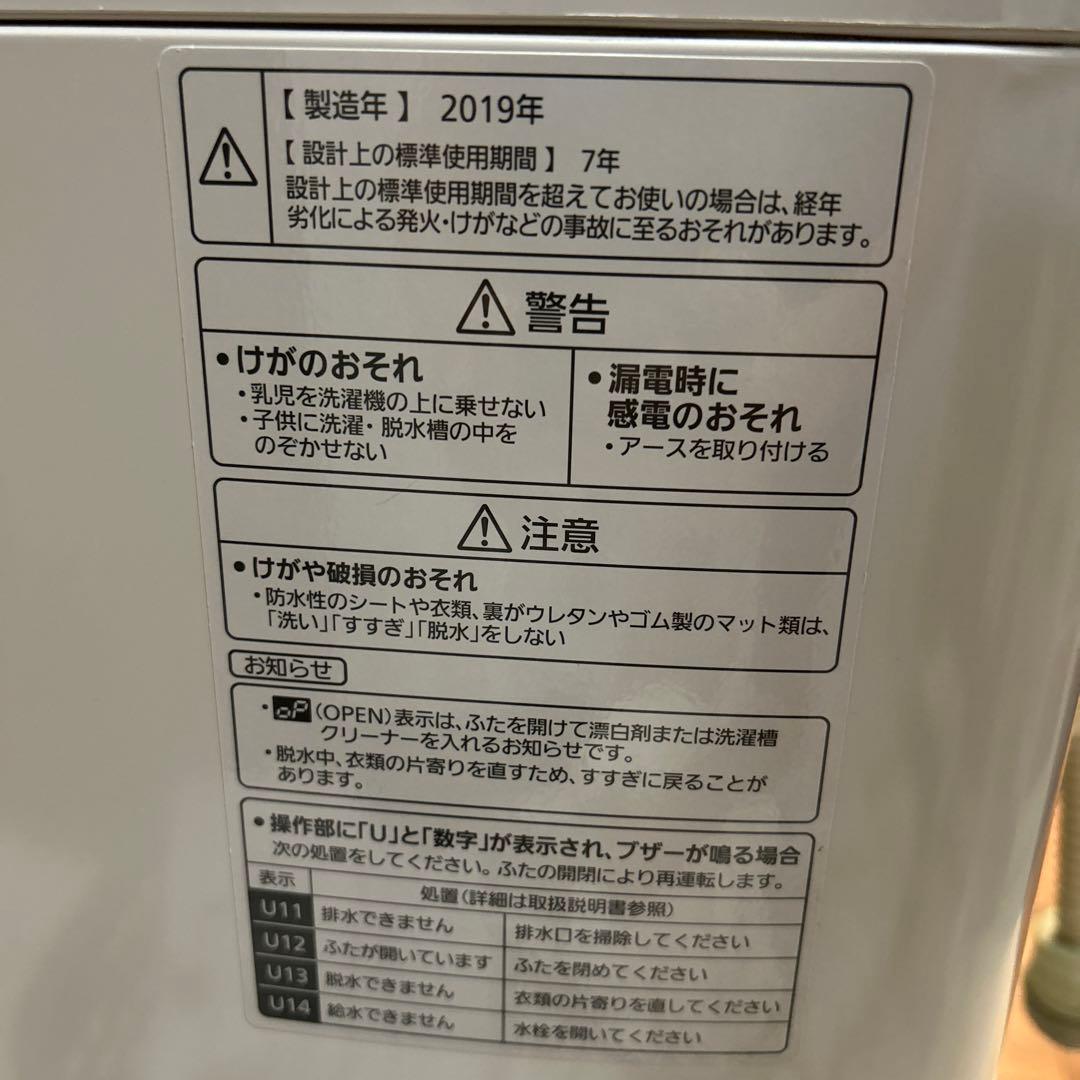 【 製造年 】 2019年
【 設計上の標準使用期間 】 7年
設計上の標準使用期間を超えてお使いの場合は、経年
劣化による発火・けがなどの事故に至るおそれがあります。
警告
•けがのおそれ
・乳児を洗濯機の上に乗せない
・子供に洗濯・脱水槽の中を
のぞかせない
•漏電時に
感電のおそれ
・アースを取り付ける
注意
•けがや破損のおそれ
・防水性のシートや衣類、裏がウレタンやゴム製のマット類は、
「洗い」「すすぎ」「脱水」をしない
お知らせ
・oP(OPEN)表示は、ふたを開けて漂白剤または洗濯槽
クリーナーを入れるお知らせです。
・脱水中、衣類の片寄りを直すため、すすぎに戻ることが
あります。
•操作部に「U」と「数字」が表示され、ブザーが鳴る場合
次の処置をしてください。ふたの開閉により再運転します。
表示 処置(詳細は取扱説明書参照)
U11 排水できません 排水口を掃除してください
U12 ふたが開いています ふたを閉めてください
U13 脱水できません 衣類の片寄りを直してください
U14 給水できません 水栓を開いてください